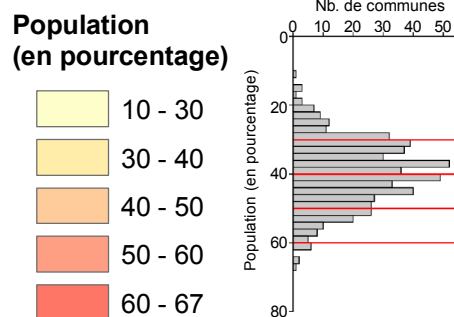 Population
(en pourcentage)
10 - 30
30 - 40
40 - 50
50 - 60
60 - 67
Nb. de communes
0 10 20 30 40 50
Population (en pourcentage)
0
20
40
60
80